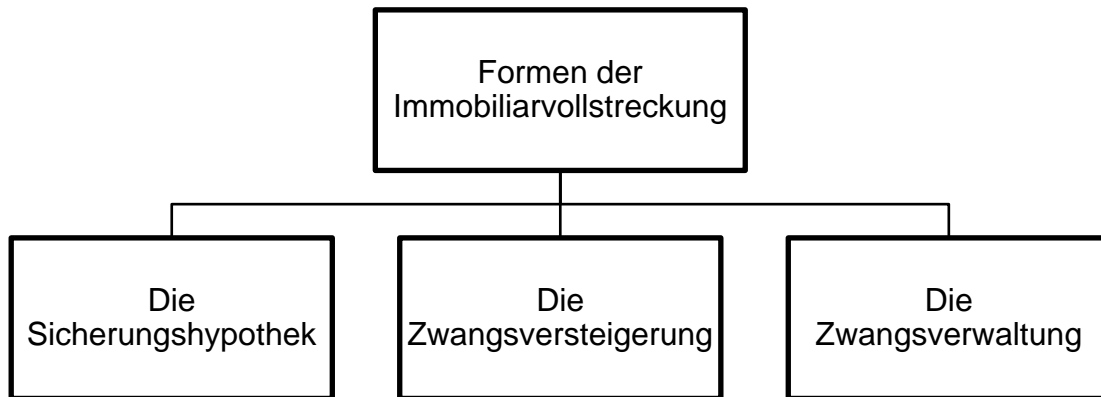 Formen der
Immobiliarvollstreckung
Die
Sicherungshypothek
Die
Zwangsversteigerung
Die
Zwangsverwaltung